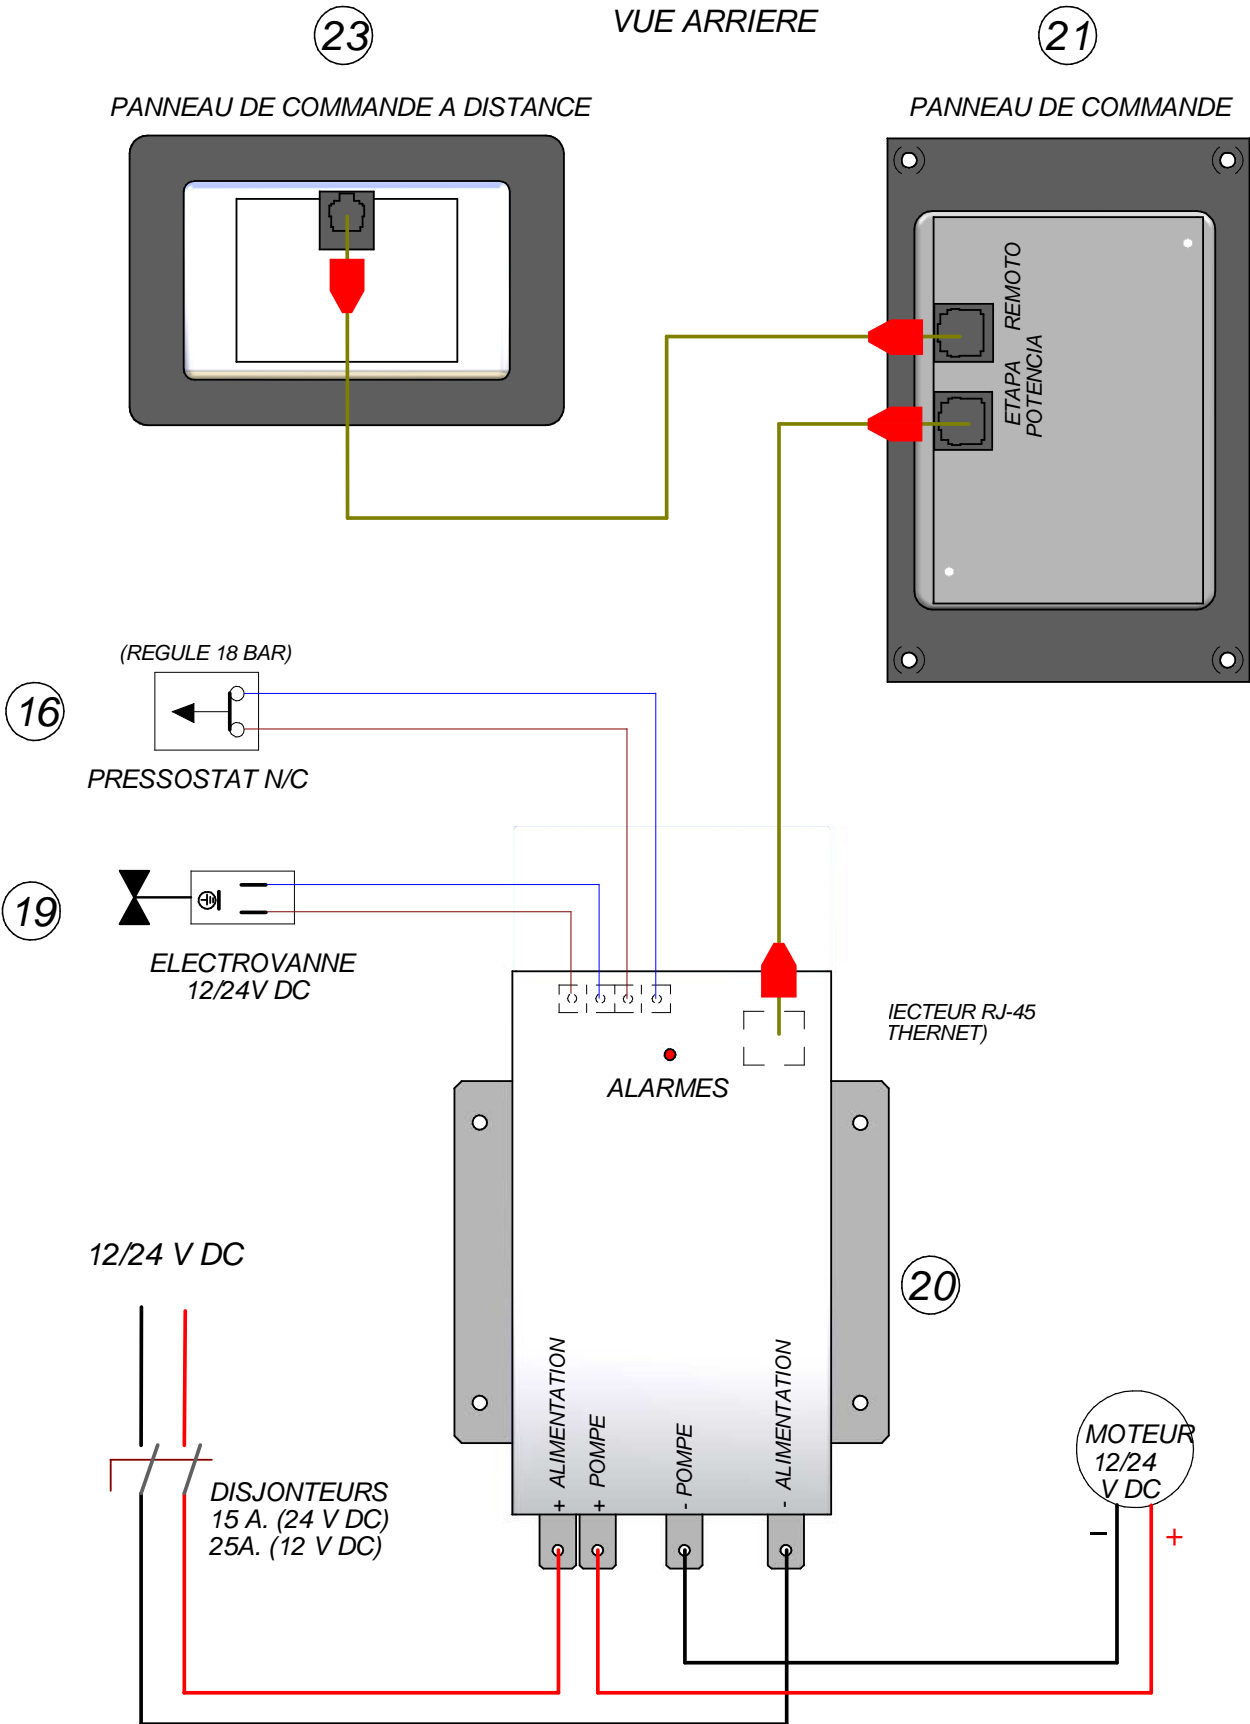 VUE ARRIERE
23
21
PANNEAU DE COMMANDE A DISTANCE
PANNEAU DE COMMANDE
REMOTO
ETAPA
POTENCIA
(REGULE 18 BAR)
16
PRESSOSTAT N/C
19
ELECTROVANNE
12/24V DC
IECTEUR RJ-45
THERNET)
ALARMES
12/24 V DC
20
+ ALIMENTATION
+ POMPE
- POMPE
- ALIMENTATION
MOTEUR
12/24
V DC
DISJONTEURS
15 A. (24 V DC)
25A. (12 V DC)
− +